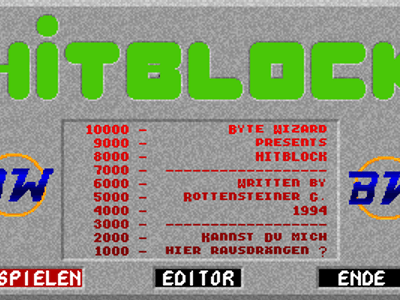 HITBLOCK
10000 - BYTE WIZARD
9000 - PRESENTS
8000 - HITBLOCK
7000 - --------------------
6000 - WRITTEN BY
5000 - ROTTENSTEINER G.
4000 - 1994
3000 - --------------------
2000 - KANNST DU MICH
1000 - HIER RAUSDRÄNGEN ?
BW
BW
SPIELEN
EDITOR
ENDE